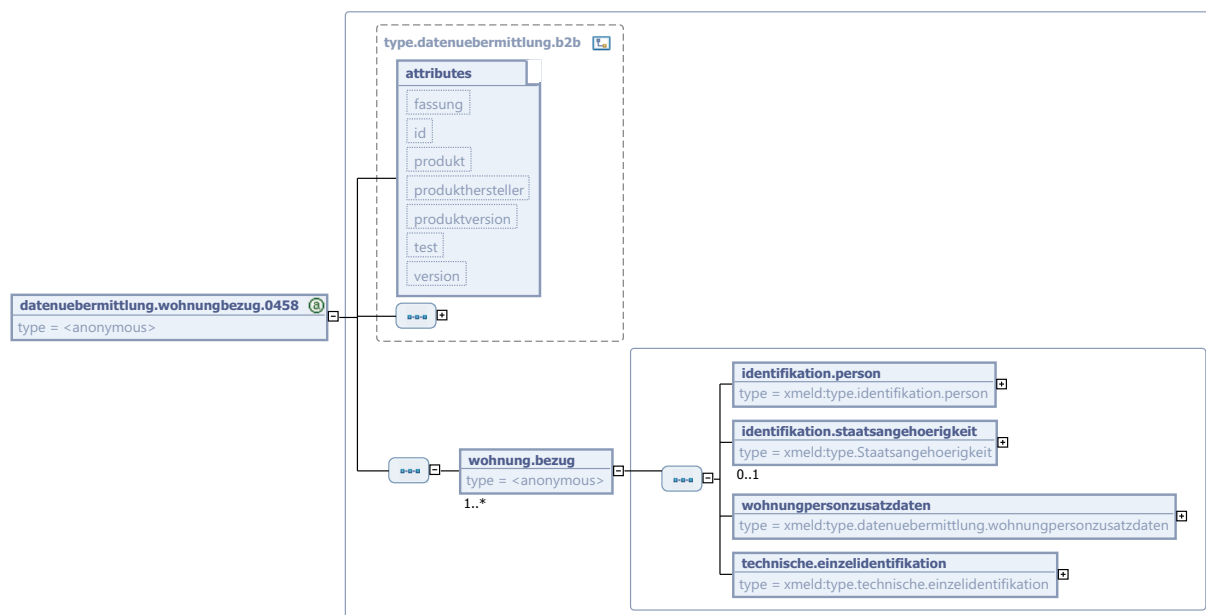 type.datenuebermittlung.b2b
attributes
fassung
id
produkt
produkthersteller
produktversion
test
version
datenuebermittlung.wohnungbezug.0458 a
type = <anonymous>
wohnung.bezug
type = <anonymous>
1..*
identifikation.person
type = xmeld:type.identifikation.person
identifikation.staatsangehoerigkeit
type = xmeld:type.Staatsangehoerigkeit
0..1
wohnungpersonzusatzdaten
type = xmeld:type.datenuebermittlung.wohnungpersonzusatzdaten
technische.einzelidentifikation
type = xmeld:type.technische.einzelidentifikation